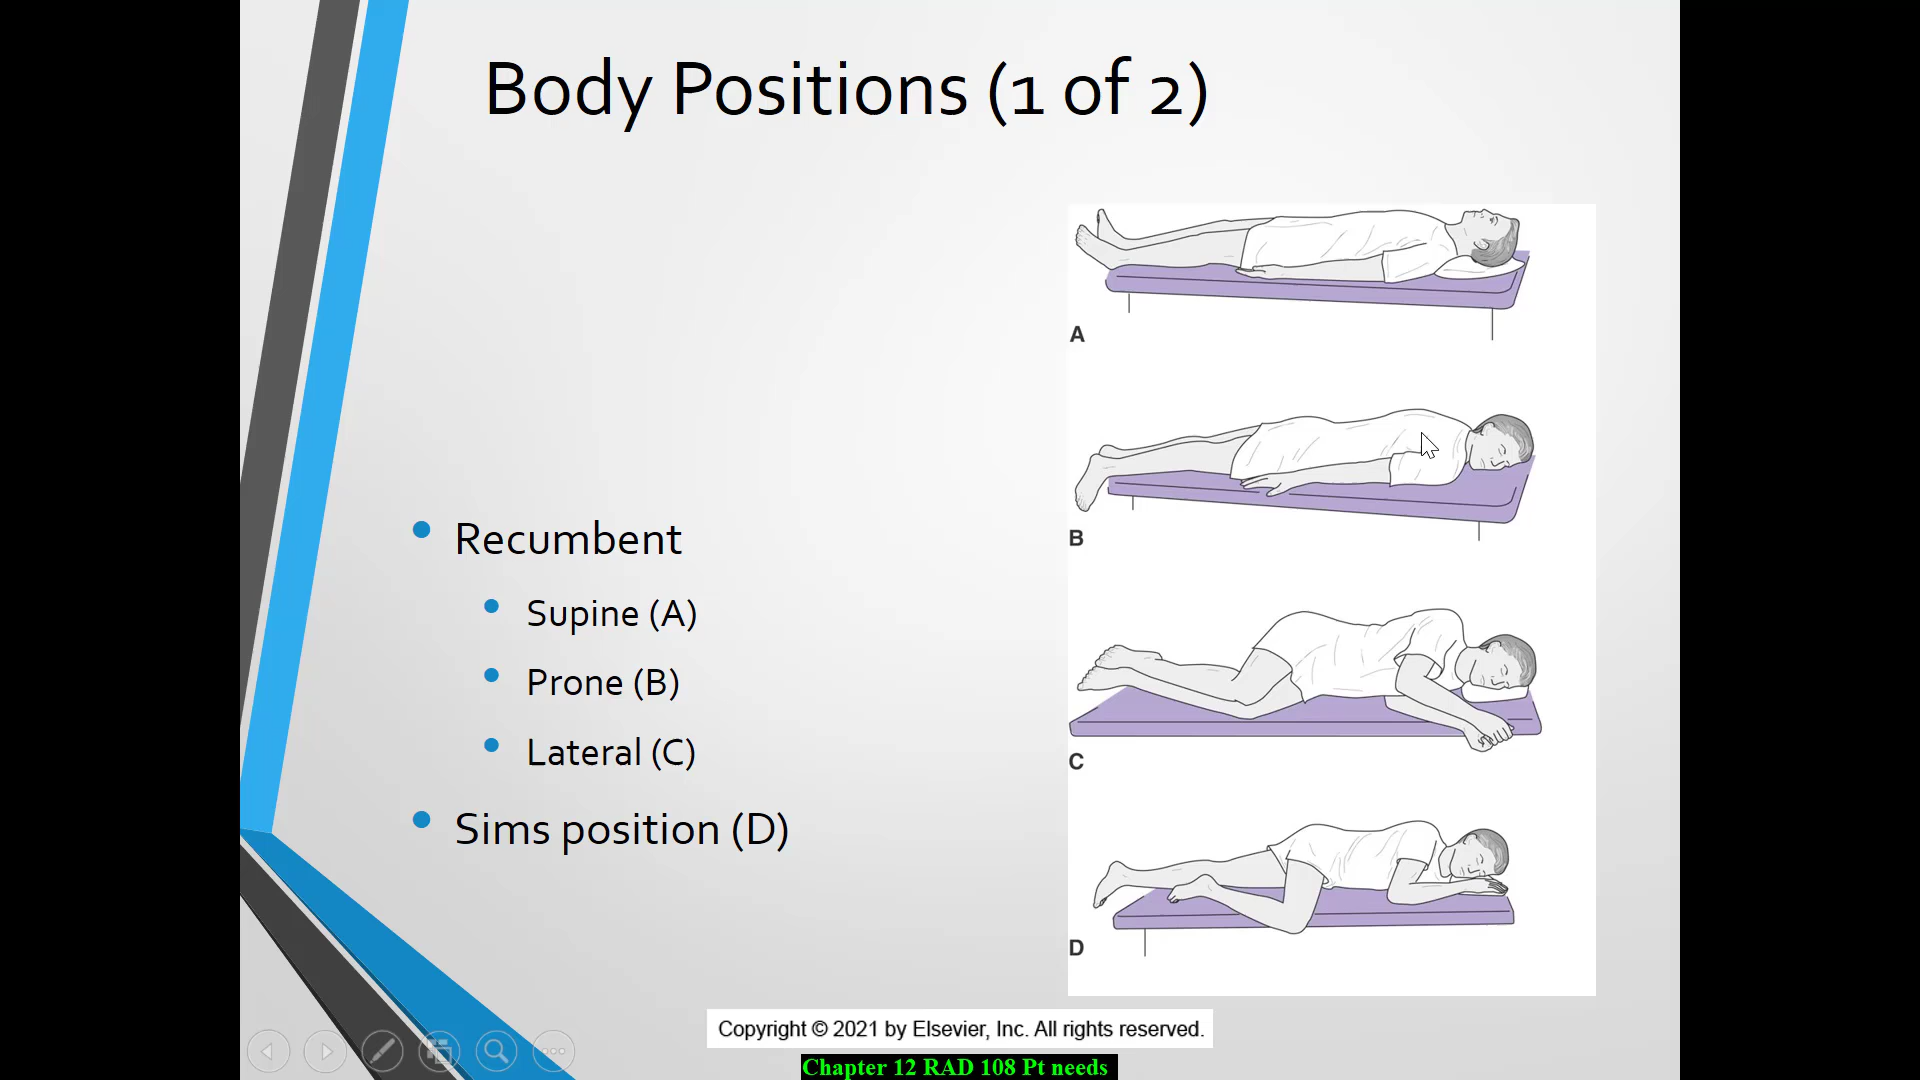 Body Positions (1 of 2)
A
B
C
D
Recumbent
Supine (A)
Prone (B)
Lateral (C)
Sims position (D)
Copyright © 2021 by Elsevier, Inc. All rights reserved.
Chapter 12 RAD 108 Pt needs